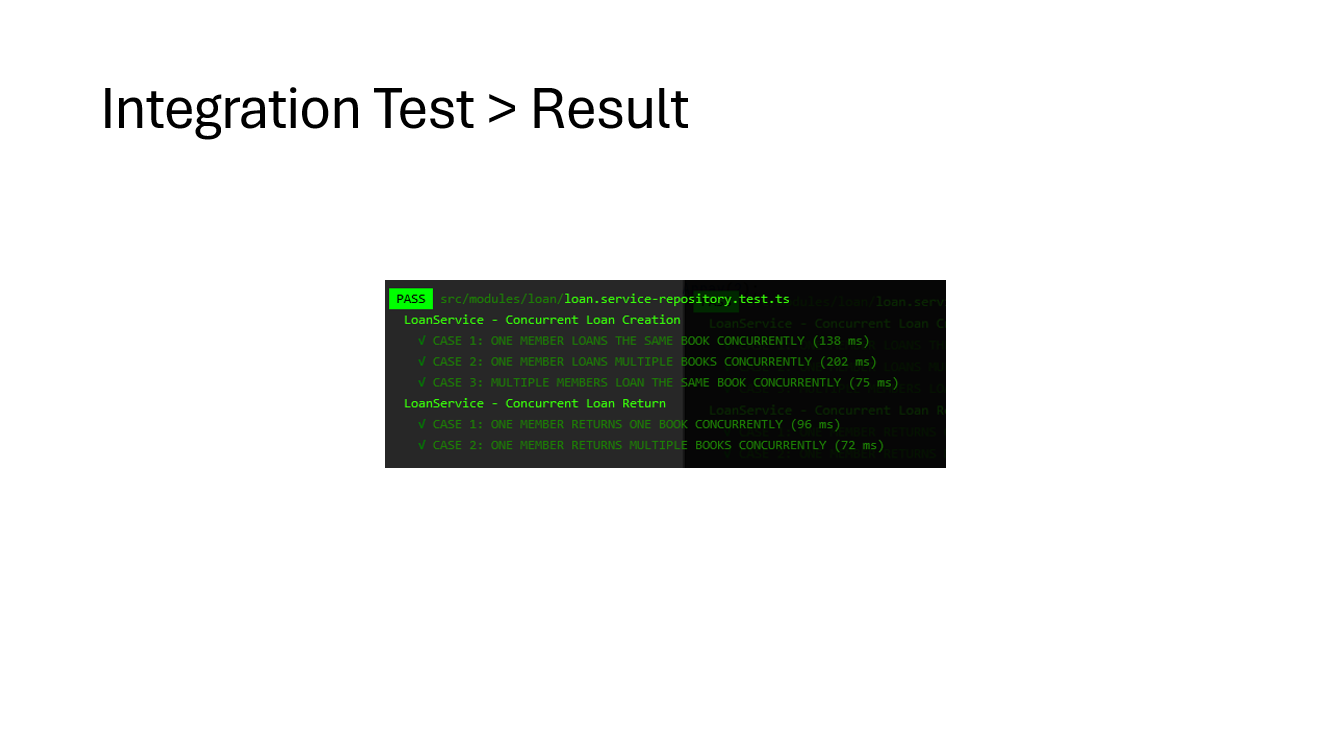 Integration Test > Result
PASS src/modules/loan/loan.service-repository.test.ts
LoanService - Concurrent Loan Creation
√ CASE 1: ONE MEMBER LOANS THE SAME BOOK CONCURRENTLY (138 ms)
√ CASE 2: ONE MEMBER LOANS MULTIPLE BOOKS CONCURRENTLY (202 ms)
√ CASE 3: MULTIPLE MEMBERS LOAN THE SAME BOOK CONCURRENTLY (75 ms)
LoanService - Concurrent Loan Return
√ CASE 1: ONE MEMBER RETURNS ONE BOOK CONCURRENTLY (96 ms)
√ CASE 2: ONE MEMBER RETURNS MULTIPLE BOOKS CONCURRENTLY (72 ms)